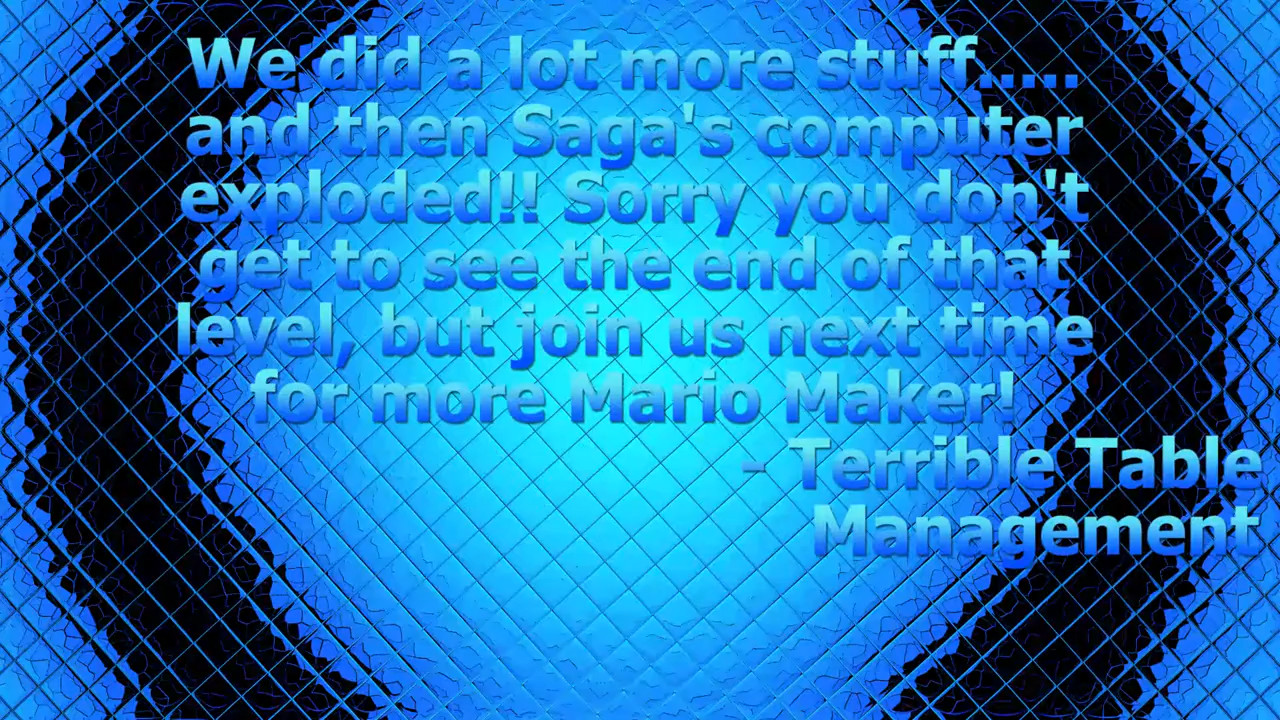 We did a lot more stuff.....
and then Saga's computer
exploded!! Sorry you don't
get to see the end of that
level, but join us next time
for more Mario Maker!
- Terrible Table
Management